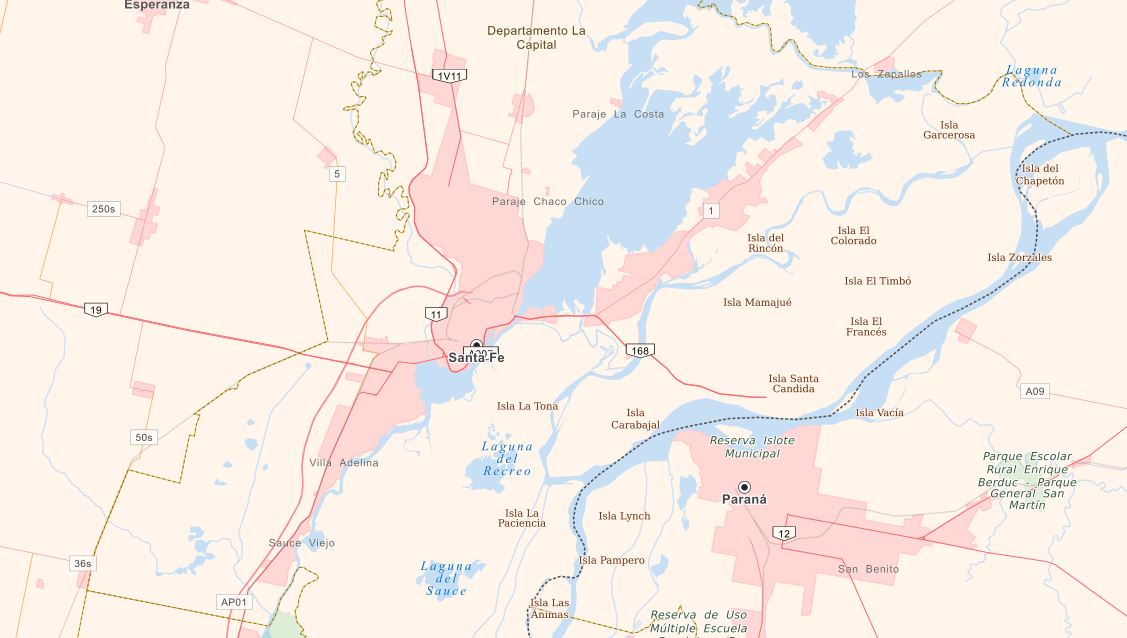 Esperanza
Departamento La
Capital
1V11
Los Zapallos
Laguna
Redonda
Paraje La Costa
Isla
Garcerosa
5
Isla del
Chapetón
250s
Paraje Chaco Chico
1
Isla del
Rincón
Isla El
Colorado
Isla Zorzales
Isla El Timbó
19
11
Isla Mamajué
Isla El
Francés
168
Santa Fe
Isla Santa
Candida
A09
Isla La Tona
Isla
Carabajal
Isla Vacía
50s
Laguna
del
Recreo
Reserva Islote
Municipal
Villa Adelina
Parque Escolar
Rural Enrique
Berduc - Parque
General San
Martín
Paraná
Isla La
Paciencia
Isla Lynch
12
Sauce Viejo
36s
Isla Pampero
San Benito
Laguna
del
Sauce
AP01
Isla Las
Animas
Reserva de Uso
Múltiple Escuela